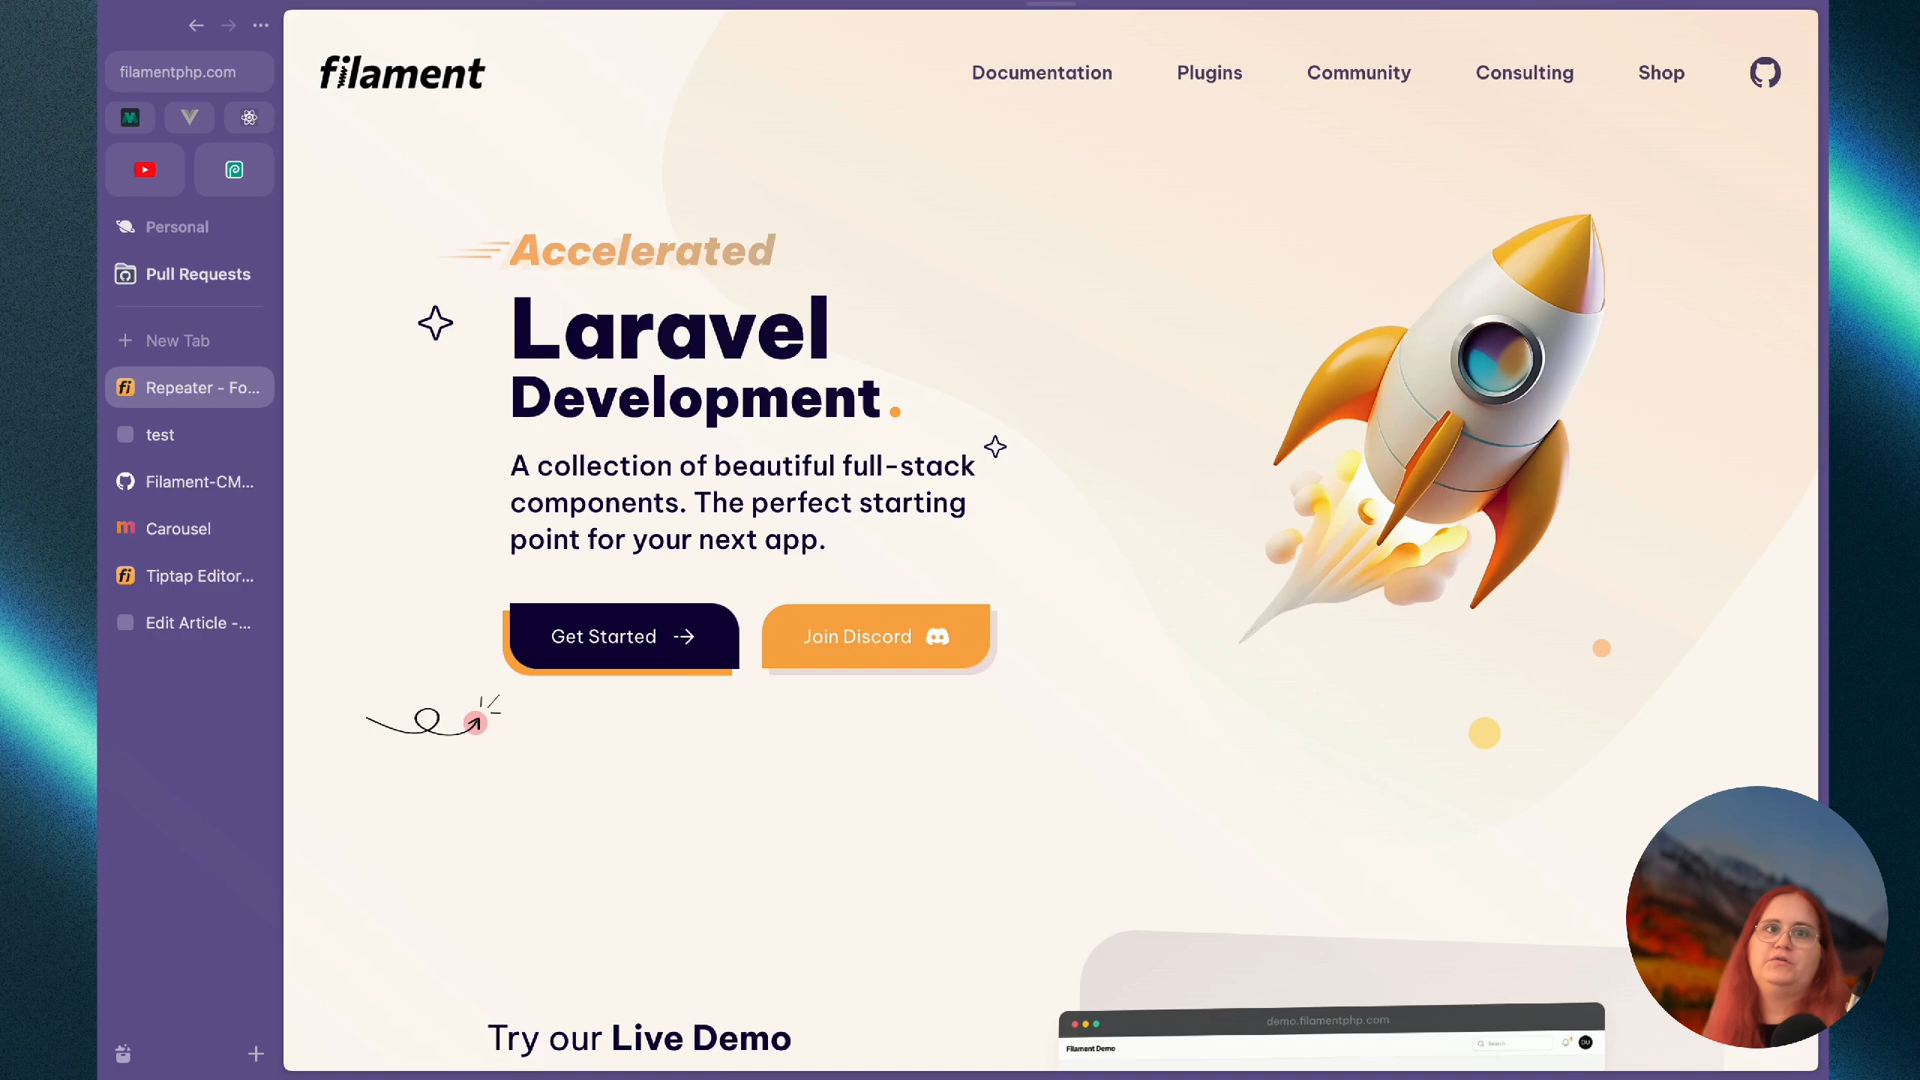 filamentphp.com
Personal
Pull Requests
New Tab
Repeater - Fo...
test
Filament-CM...
Carousel
Tiptap Editor...
Edit Article -...
filament
Documentation
Plugins
Community
Consulting
Shop
Accelerated
Laravel
Development.
A collection of beautiful full-stack
components. The perfect starting
point for your next app.
Get Started
Join Discord
Try our Live Demo
demo.filamentphp.com
Filament Demo
Search